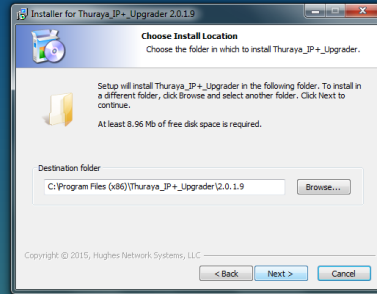 Installer for Thuraya_IP+_Upgrader 2.0.1.9
Choose Install Location
Choose the folder in which to install Thuraya_IP+_Upgrader.
Setup will install Thuraya_IP+_Upgrader in the following folder. To install in
a different folder, click Browse and select another folder. Click Next to
continue.
At least 8.96 Mb of free disk space is required.
Destination folder
C:\Program Files (x86)\Thuraya_IP+_Upgrader\2.0.1.9
Browse...
Copyright © 2015, Hughes Network Systems, LLC
< Back
Next >
Cancel